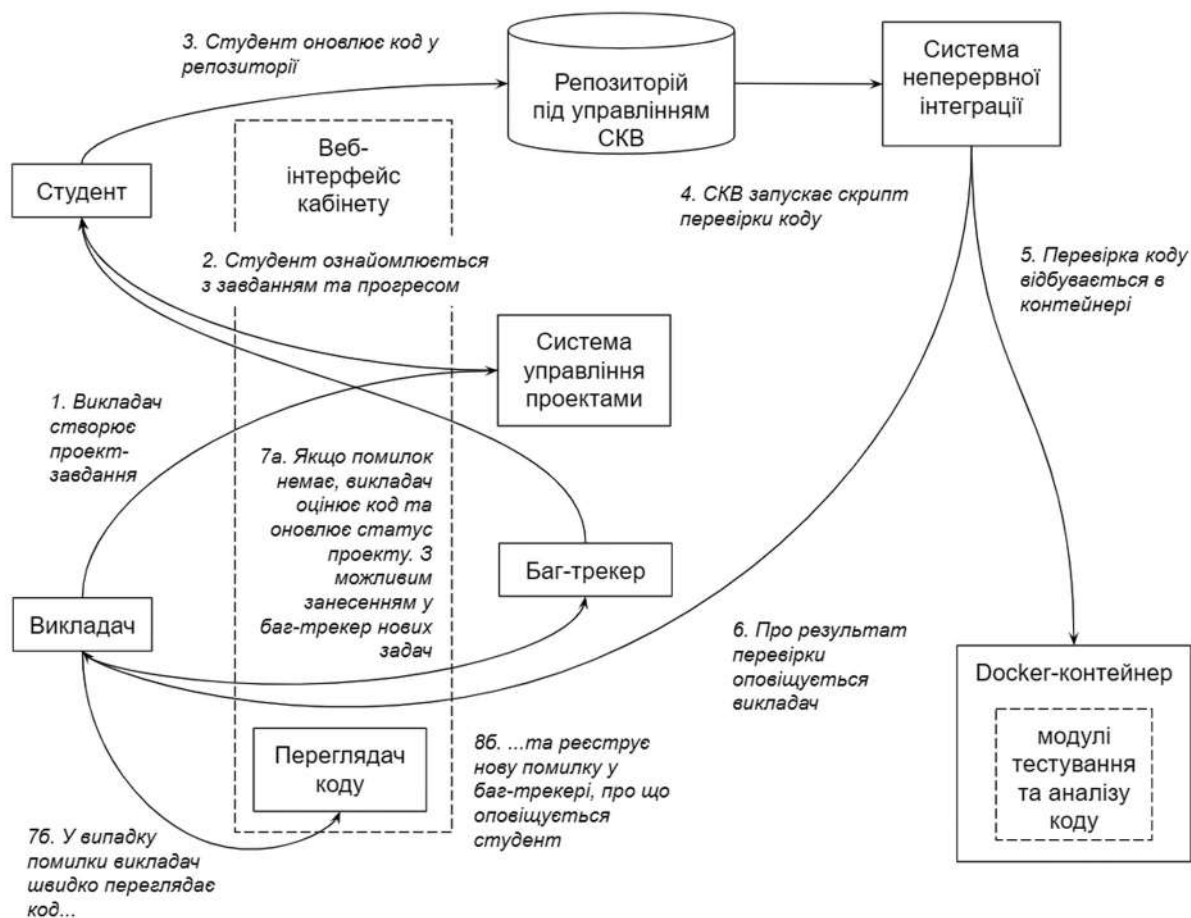 3. Студент оновлює код у
репозиторії
Репозиторій
під управлінням
СКВ
Система
неперервної
інтеграції
Веб-
інтерфейс
кабінету
Студент
4. СКВ запускає скрипт
перевірки коду
2. Студент ознайомлюється
з завданням та прогресом
5. Перевірка коду
відбувається в
контейнері
Система
управління
проектами
1. Викладач
створює
проект-
завдання
7а. Якщо помилок
немає, викладач
оцінює код та
оновлює статус
проекту. З
можливим
занесенням у
баг-трекер нових
задач
Баг-трекер
Викладач
6. Про результат
перевірки
оповіщується
викладач
Docker-контейнер
модулі
тестування
та аналізу
коду
Переглядач
коду
8б. ...та реєструє
нову помилку у
баг-трекері, про що
оповіщується
студент
7б. У випадку
помилки викладач
швидко переглядає
код...